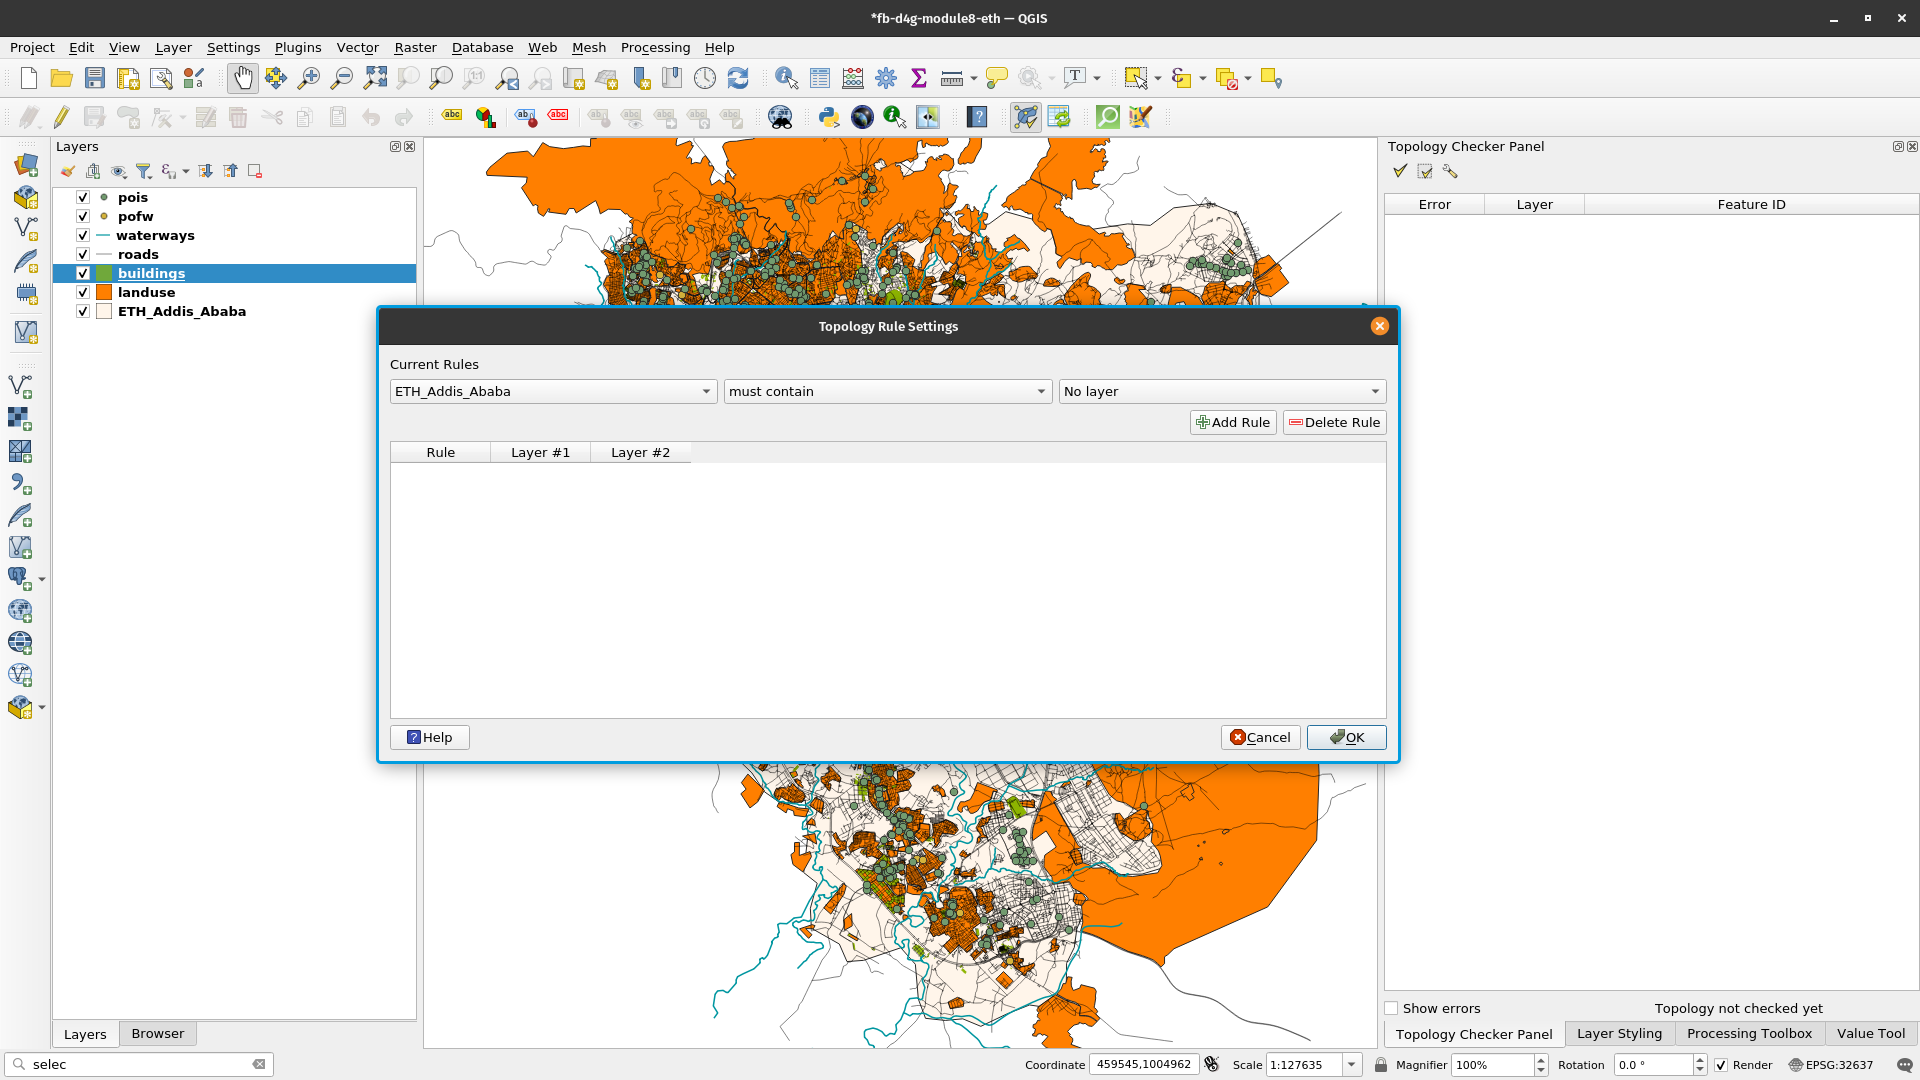 *fb-d4g-module8-eth — QGIS
Project Edit View Layer Settings Plugins Vector Raster Database Web Mesh Processing Help
Layers
pois
pofw
waterways
roads
buildings
landuse
ETH_Addis_Ababa
Topology Checker Panel
Error Layer Feature ID
Topology Rule Settings
Current Rules
ETH_Addis_Ababa must contain No layer
Add Rule Delete Rule
Rule Layer #1 Layer #2
Help Cancel OK
Show errors Topology not checked yet
Layers Browser
Topology Checker Panel Layer Styling Processing Toolbox Value Tool
selec
Coordinate 459545,1004962 Scale 1:127635 Magnifier 100% Rotation 0.0 ° Render EPSG:32637